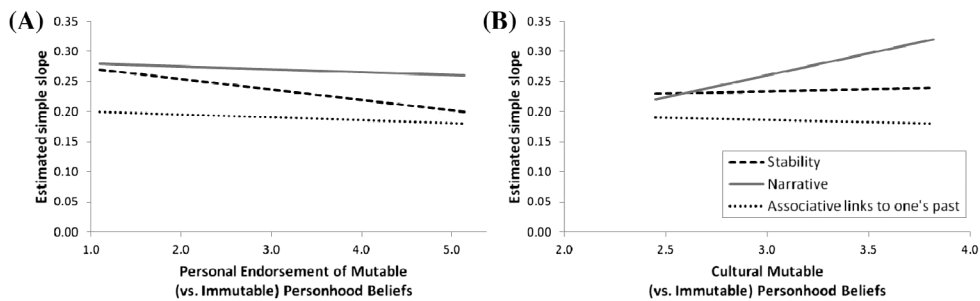 (A)
0.35
0.30
0.25
0.20
0.15
0.10
0.05
0.00
Estimated simple slope
1.0 2.0 3.0 4.0 5.0
Personal Endorsement of Mutable
(vs. Immutable) Personhood Beliefs
(B)
0.35
0.30
0.25
0.20
0.15
0.10
0.05
0.00
Estimated simple slope
Stability
Narrative
Associative links to one's past
2.0 2.5 3.0 3.5 4.0
Cultural Mutable
(vs. Immutable) Personhood Beliefs